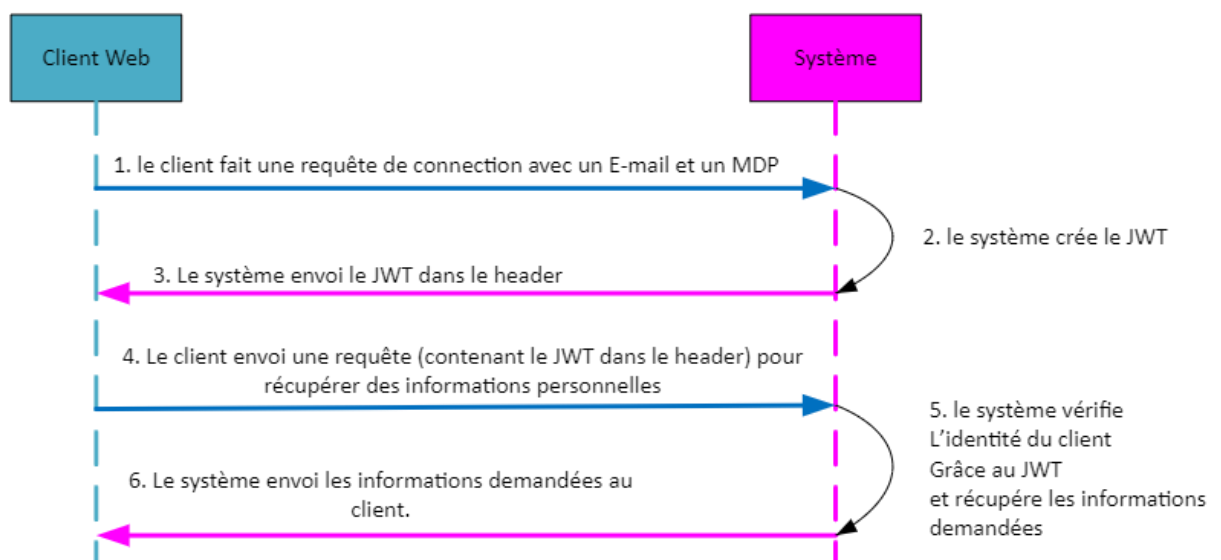 Client Web
Système
1. le client fait une requête de connection avec un E-mail et un MDP
2. le système crée le JWT
3. Le système envoi le JWT dans le header
4. Le client envoi une requête (contenant le JWT dans le header) pour
récupérer des informations personnelles
5. le système vérifie
L’identité du client
Grâce au JWT
et récupére les informations
demandées
6. Le système envoi les informations demandées au
client.